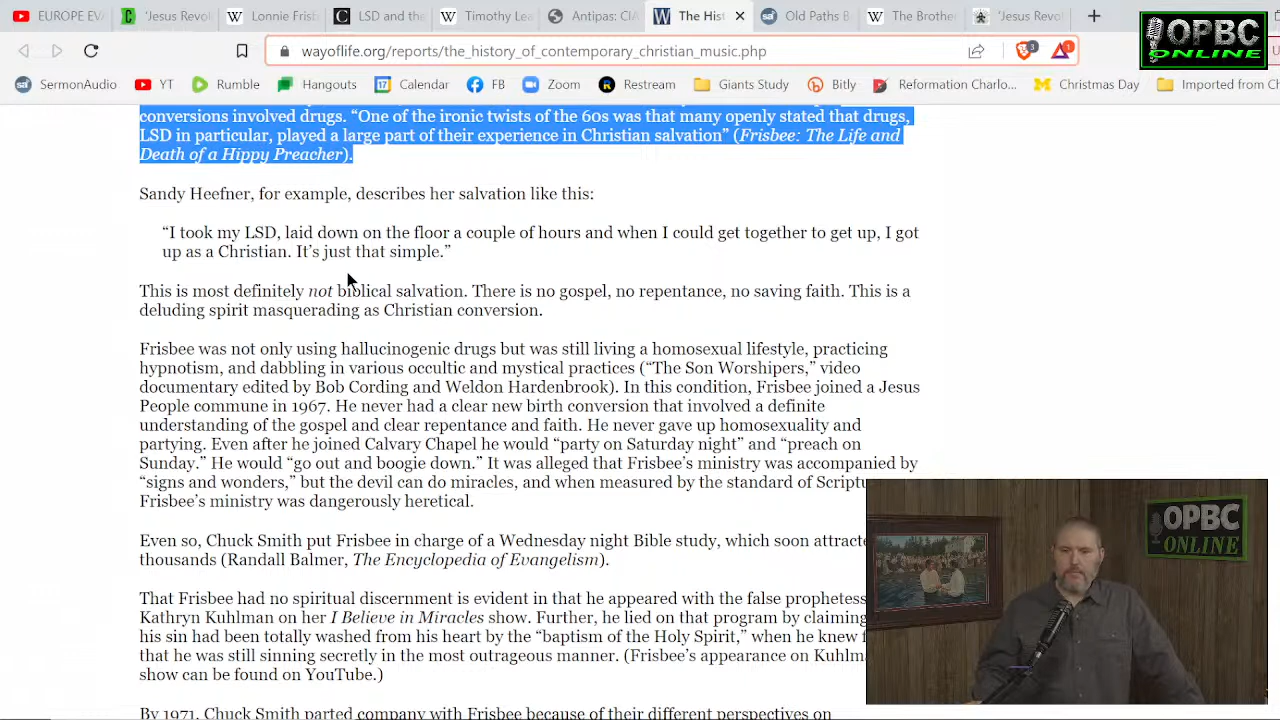 EUROPE EV
'Jesus Revol
Lonnie Frisb
LSD and the
Timothy Lea
Antipas: CIA
The Hist
Old Paths B
The Brother
'Jesus Revol
wayoflife.org/reports/the_history_of_contemporary_christian_music.php
3
1
OPBC
ONLINE
SermonAudio
YT
Rumble
Hangouts
Calendar
FB
Zoom
Restream
Giants Study
Bitly
Reformation Charlo...
Christmas Day
Imported from C
conversions involved drugs. “One of the ironic twists of the 60s was that many openly stated that drugs,
LSD in particular, played a large part of their experience in Christian salvation” (Frisbee: The Life and
Death of a Hippy Preacher).
Sandy Heefner, for example, describes her salvation like this:
“I took my LSD, laid down on the floor a couple of hours and when I could get together to get up, I got
up as a Christian. It’s just that simple.”
This is most definitely not biblical salvation. There is no gospel, no repentance, no saving faith. This is a
deluding spirit masquerading as Christian conversion.
Frisbee was not only using hallucinogenic drugs but was still living a homosexual lifestyle, practicing
hypnotism, and dabbling in various occultic and mystical practices (“The Son Worshipers,” video
documentary edited by Bob Cording and Weldon Hardenbrook). In this condition, Frisbee joined a Jesus
People commune in 1967. He never had a clear new birth conversion that involved a definite
understanding of the gospel and clear repentance and faith. He never gave up homosexuality and
partying. Even after he joined Calvary Chapel he would “party on Saturday night” and “preach on
Sunday.” He would “go out and boogie down.” It was alleged that Frisbee’s ministry was accompanied by
“signs and wonders,” but the devil can do miracles, and when measured by the standard of Scriptu
Frisbee’s ministry was dangerously heretical.
Even so, Chuck Smith put Frisbee in charge of a Wednesday night Bible study, which soon attracte
thousands (Randall Balmer, The Encyclopedia of Evangelism).
That Frisbee had no spiritual discernment is evident in that he appeared with the false prophetess
Kathryn Kuhlman on her I Believe in Miracles show. Further, he lied on that program by claiming
his sin had been totally washed from his heart by the “baptism of the Holy Spirit,” when he knew f
that he was still sinning secretly in the most outrageous manner. (Frisbee’s appearance on Kuhlma
show can be found on YouTube.)
By 1971, Chuck Smith parted company with Frisbee because of their different perspectives on
OPBC
ONLINE